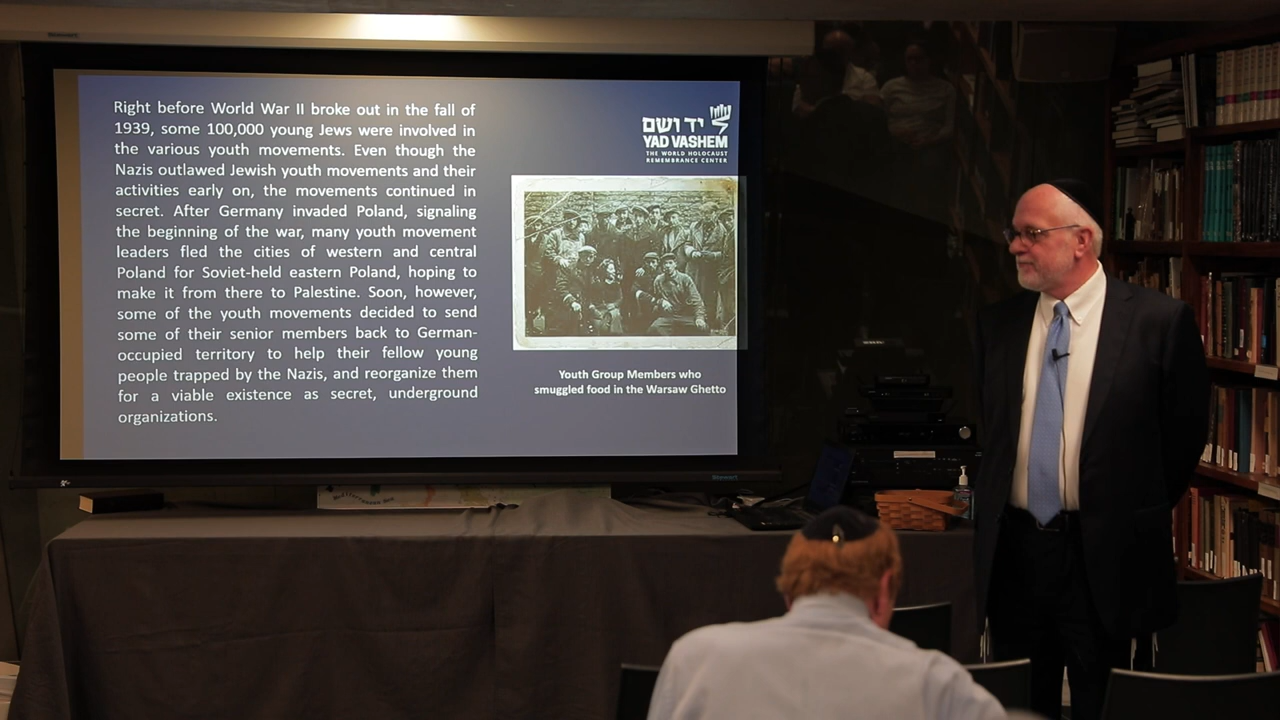 Right before World War II broke out in the fall of
1939, some 100,000 young Jews were involved in
the various youth movements. Even though the
Nazis outlawed Jewish youth movements and their
activities early on, the movements continued in
secret. After Germany invaded Poland, signaling
the beginning of the war, many youth movement
leaders fled the cities of western and central
Poland for Soviet-held eastern Poland, hoping to
make it from there to Palestine. Soon, however,
some of the youth movements decided to send
some of their senior members back to German-
occupied territory to help their fellow young
people trapped by the Nazis, and reorganize them
for a viable existence as secret, underground
organizations.
יד ושם
YAD VASHEM
THE WORLD HOLOCAUST
REMEMBRANCE CENTER
Youth Group Members who
smuggled food in the Warsaw Ghetto